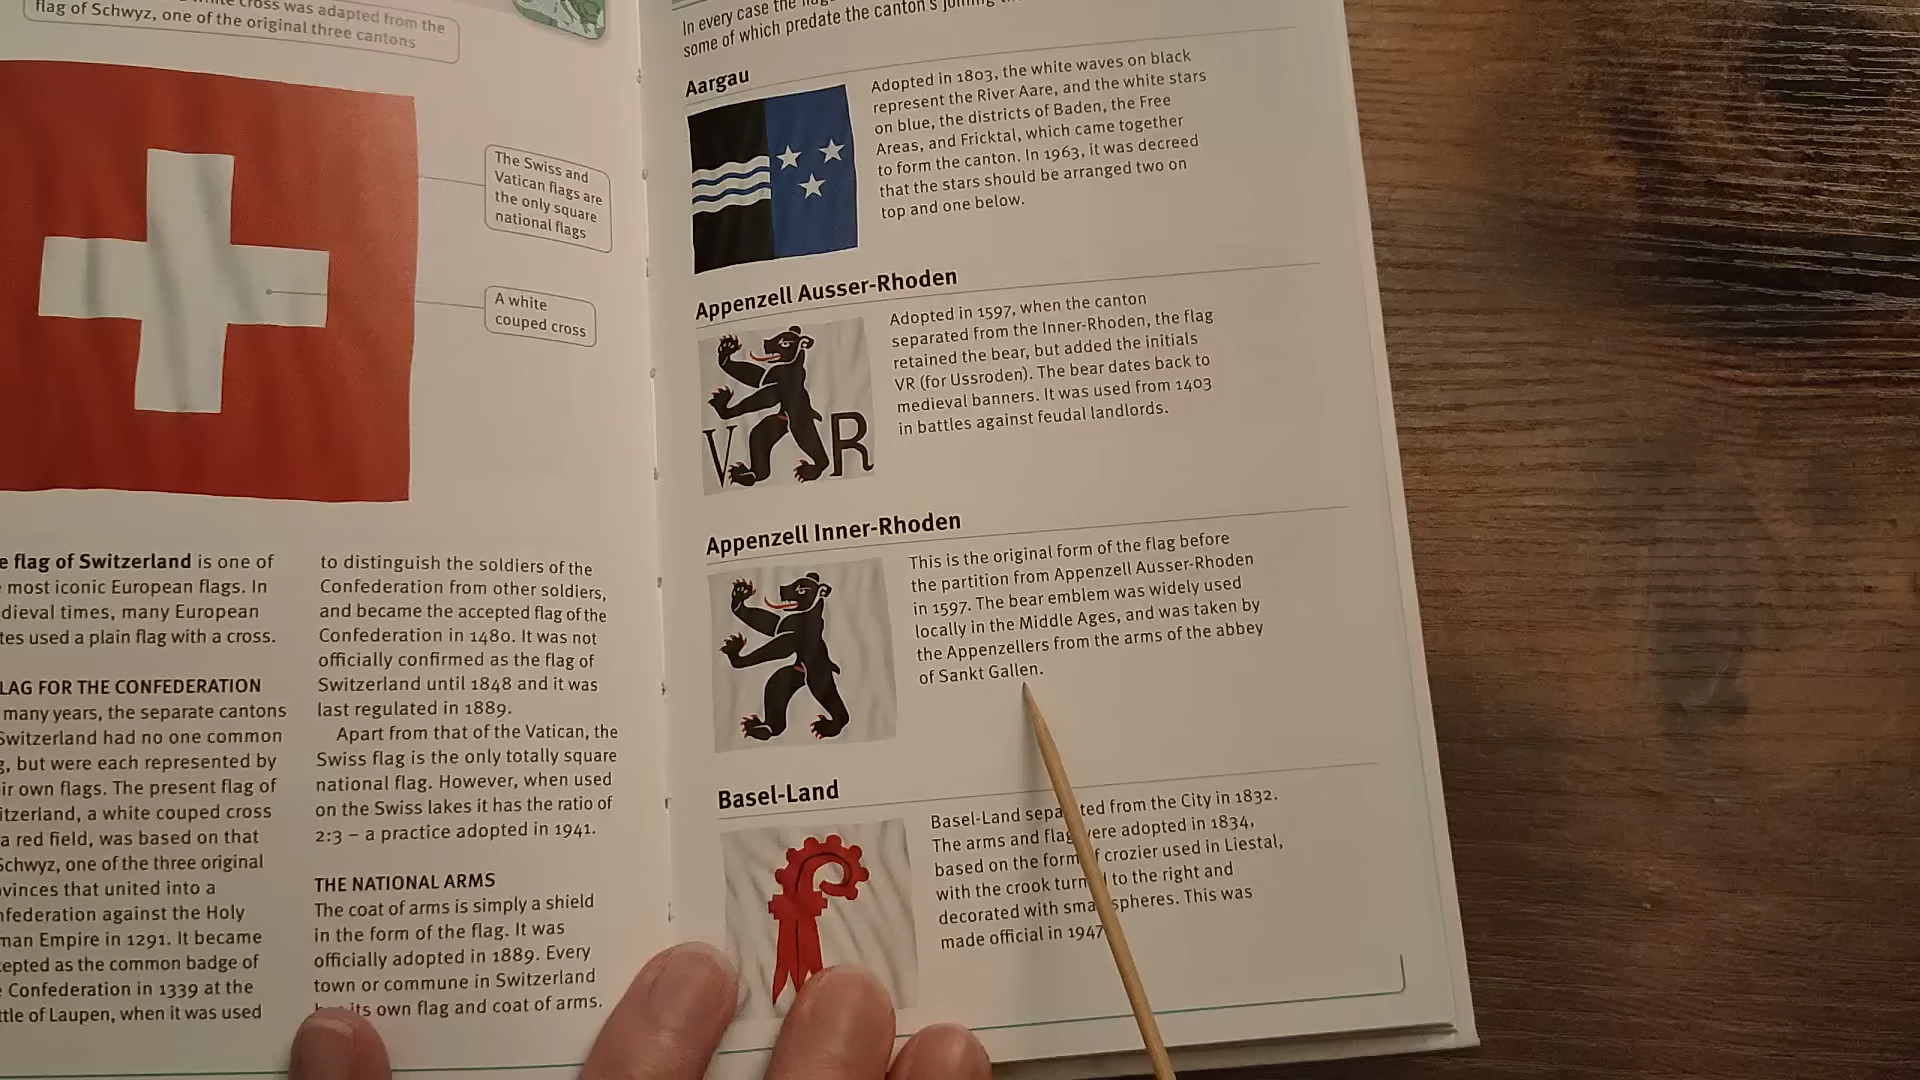 cross was adapted from the
flag of Schwyz, one of the original three cantons
The Swiss and
Vatican flags are
the only square
national flags
A white
couped cross
flag of Switzerland is one of
most iconic European flags. In
many European
used a plain flag with a cross.
FOR THE CONFEDERATION
many years, the separate cantons
Switzerland had no one common
but were each represented by
own flags. The present flag of
a white couped cross
a red field, was based on that
Schwyz, one of the three original
that united into a
against the Holy
Empire in 1291. It became
as the common badge of
Confederation in 1339 at the
of Laupen, when it was used
to distinguish the soldiers of the
Confederation from other soldiers,
and became the accepted flag of the
Confederation in 1480. It was not
officially confirmed as the flag of
Switzerland until 1848 and it was
last regulated in 1889.
Apart from that of the Vatican, the
Swiss flag is the only totally square
national flag. However, when used
on the Swiss lakes it has the ratio of
2:3 – a practice adopted in 1941.
THE NATIONAL ARMS
The coat of arms is simply a shield
in the form of the flag. It was
officially adopted in 1889. Every
town or commune in Switzerland
its own flag and coat of arms.
In every case the
some of which predate the canton's joining
Aargau
Adopted in 1803, the white waves on black
represent the River Aare, and the white stars
on blue, the districts of Baden, the Free
Areas, and Fricktal, which came together
to form the canton. In 1963, it was decreed
that the stars should be arranged two on
top and one below.
Appenzell Ausser-Rhoden
V R
Adopted in 1597, when the canton
separated from the Inner-Rhoden, the flag
retained the bear, but added the initials
VR (for Ussroden). The bear dates back to
medieval banners. It was used from 1403
in battles against feudal landlords.
Appenzell Inner-Rhoden
This is the original form of the flag before
the partition from Appenzell Ausser-Rhoden
in 1597. The bear emblem was widely used
locally in the Middle Ages, and was taken by
the Appenzellers from the arms of the abbey
of Sankt Gallen.
Basel-Land
Basel-Land separated from the City in 1832.
The arms and flag were adopted in 1834,
based on the form of crozier used in Liestal,
with the crook turned to the right and
decorated with small spheres. This was
made official in 1947